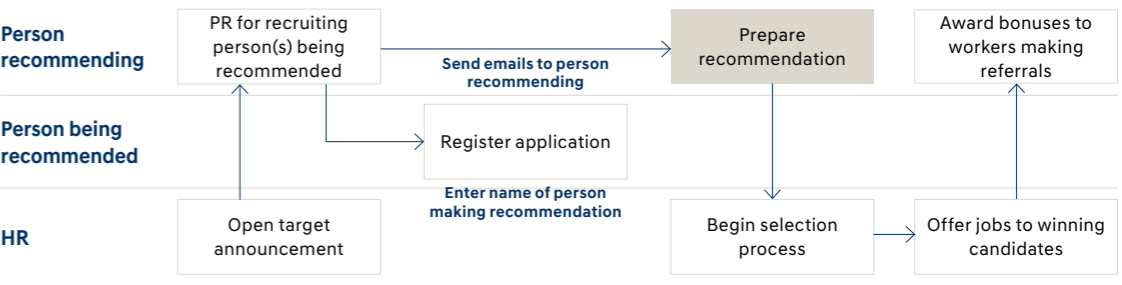 Person
recommending
PR for recruiting
person(s) being
recommended
Send emails to person
recommending
Prepare
recommendation
Award bonuses to
workers making
referrals
Person being
recommended
Register application
Enter name of person
making recommendation
HR
Open target
announcement
Begin selection
process
Offer jobs to winning
candidates